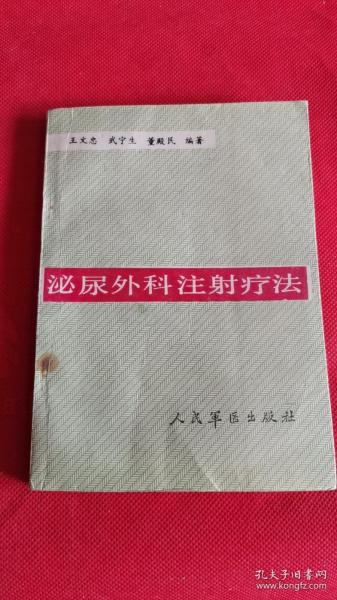 王文忠 武宁生 董殿民 编著
泌尿外科注射疗法
人民军医出版社
孔夫子旧书网
www.kongfz.com